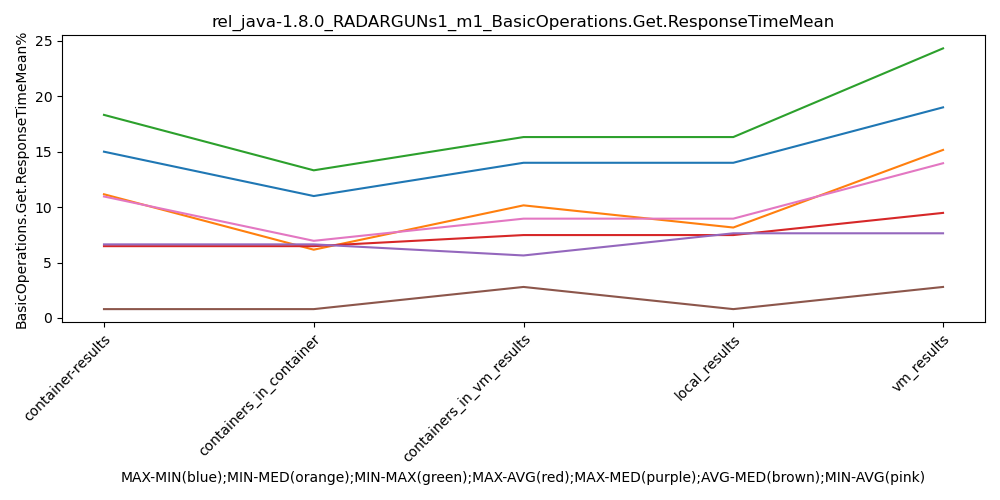 rel_java-1.8.0_RADARGUNs1_m1_BasicOperations.Get.ResponseTimeMean
BasicOperations.Get.ResponseTimeMean%
25
20
15
10
5
0
container-results
containers_in_container
containers_in_vm_results
local_results
vm_results
MAX-MIN(blue);MIN-MED(orange);MIN-MAX(green);MAX-AVG(red);MAX-MED(purple);AVG-MED(brown);MIN-AVG(pink)